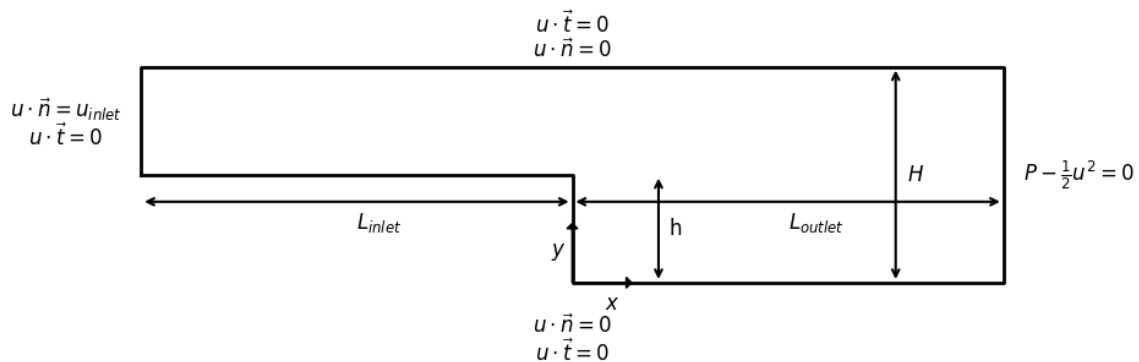 u · t⃗ = 0
u · n⃗ = 0
u · n⃗ = u_inlet
u · t⃗ = 0
P − ½u² = 0
H
h
L_inlet
L_outlet
y
x
u · n⃗ = 0
u · t⃗ = 0